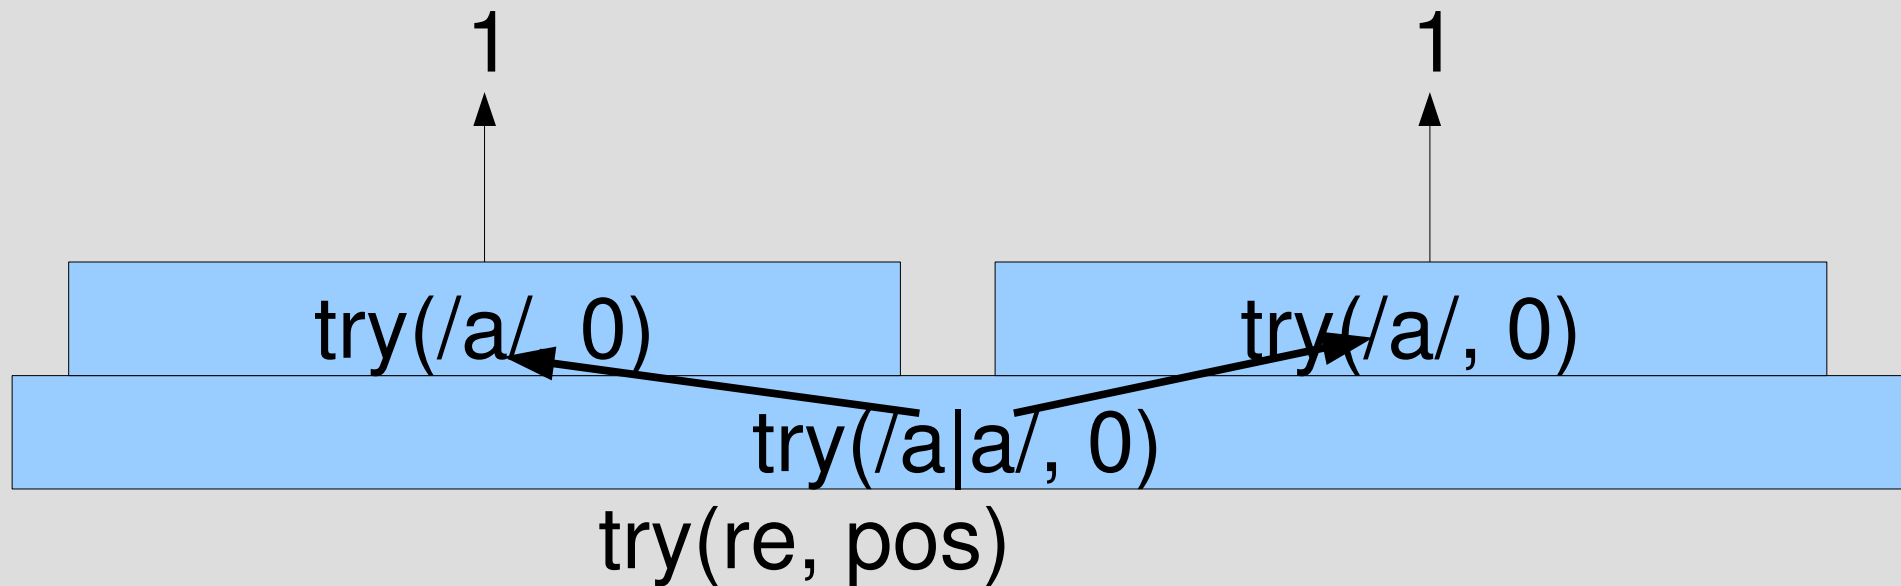 1 1
try(/a/, 0) try(/a/, 0)
try(/a|a/, 0)
try(re, pos)